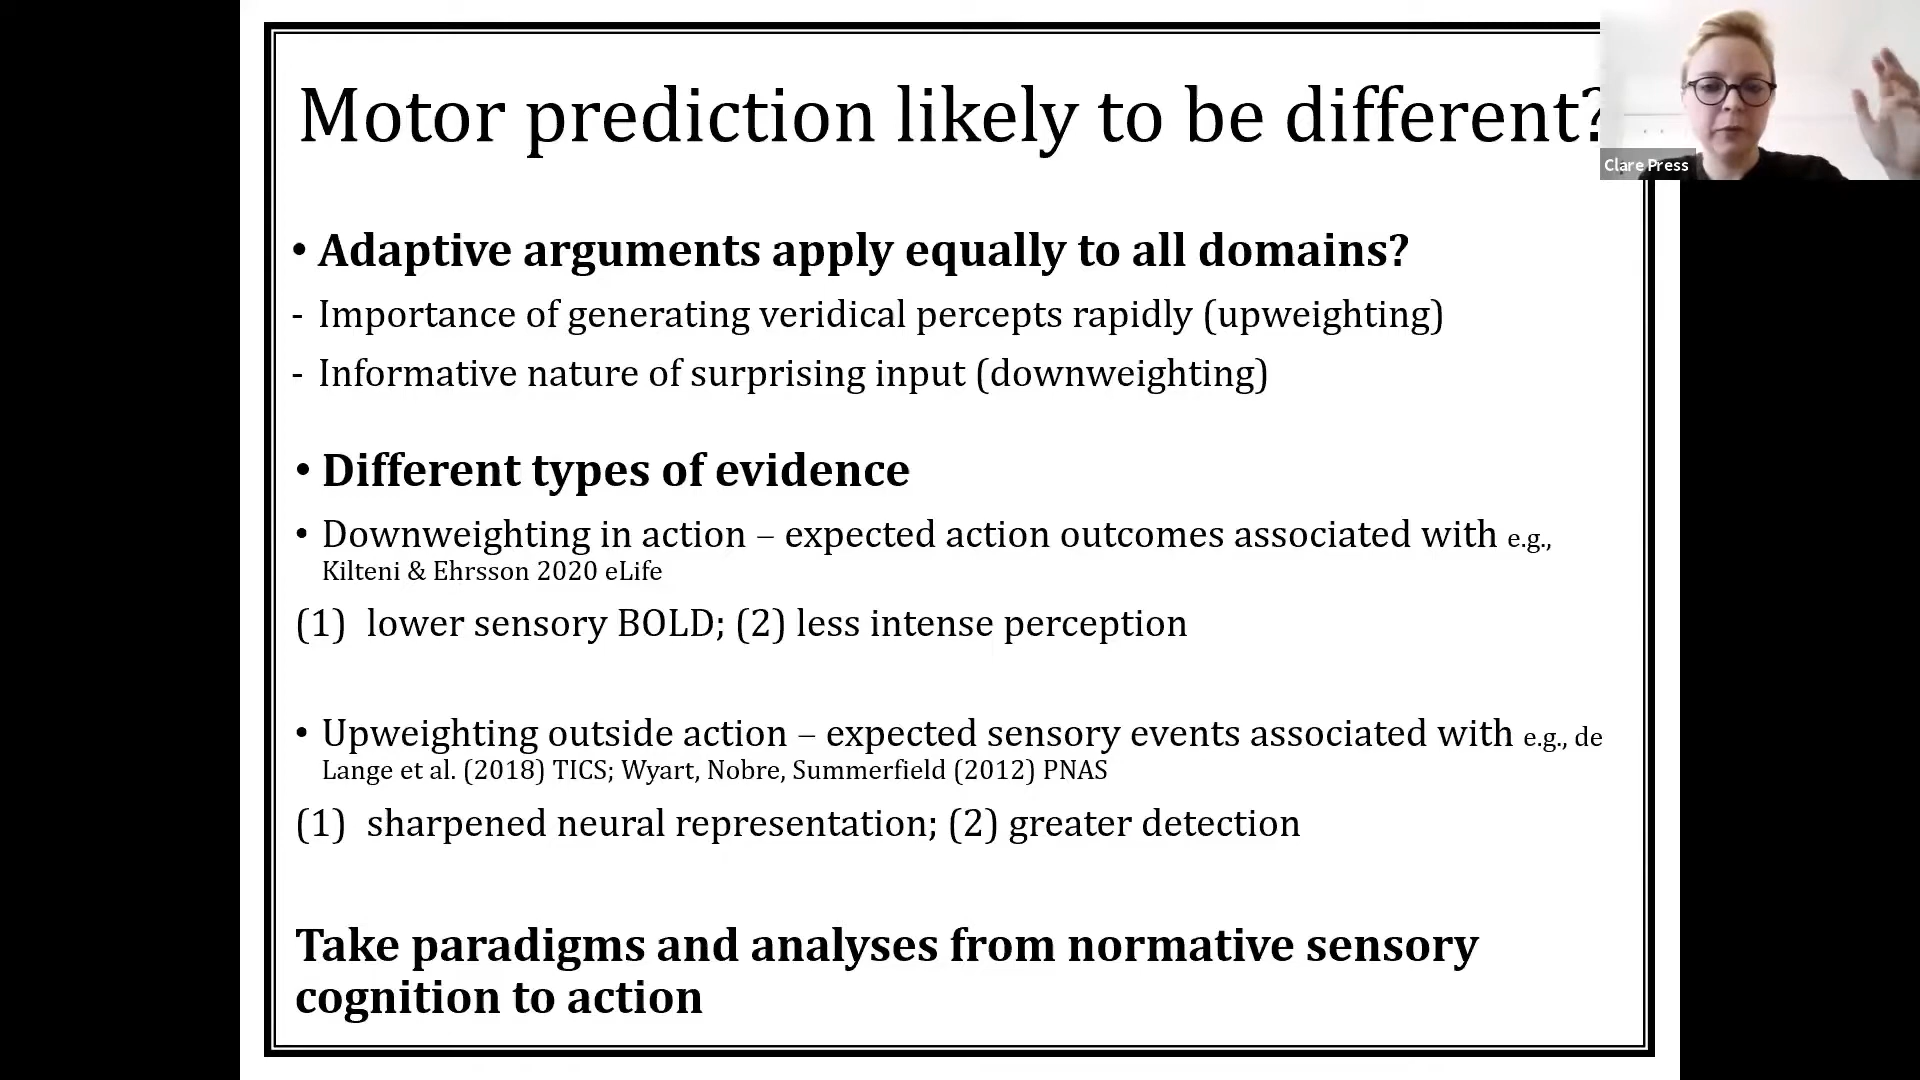 Motor prediction likely to be different?
Clare Press
• Adaptive arguments apply equally to all domains?
- Importance of generating veridical percepts rapidly (upweighting)
- Informative nature of surprising input (downweighting)
• Different types of evidence
• Downweighting in action – expected action outcomes associated with e.g.,
Kilteni & Ehrsson 2020 eLife
(1) lower sensory BOLD; (2) less intense perception
• Upweighting outside action – expected sensory events associated with e.g., de
Lange et al. (2018) TICS; Wyart, Nobre, Summerfield (2012) PNAS
(1) sharpened neural representation; (2) greater detection
Take paradigms and analyses from normative sensory
cognition to action